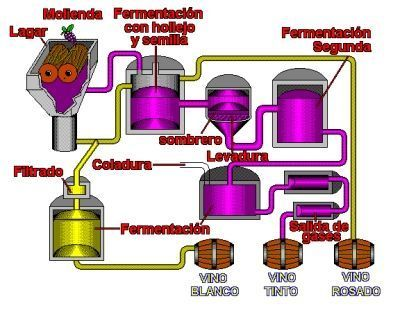 Molienda
Lagar
Fermentación
con hollejo
y semilla
Fermentación
Segunda
sombrero
Levadura
Coladura
Filtrado
Fermentación
Salida de
gases
VINO
BLANCO
VINO
TINTO
VINO
ROSADO